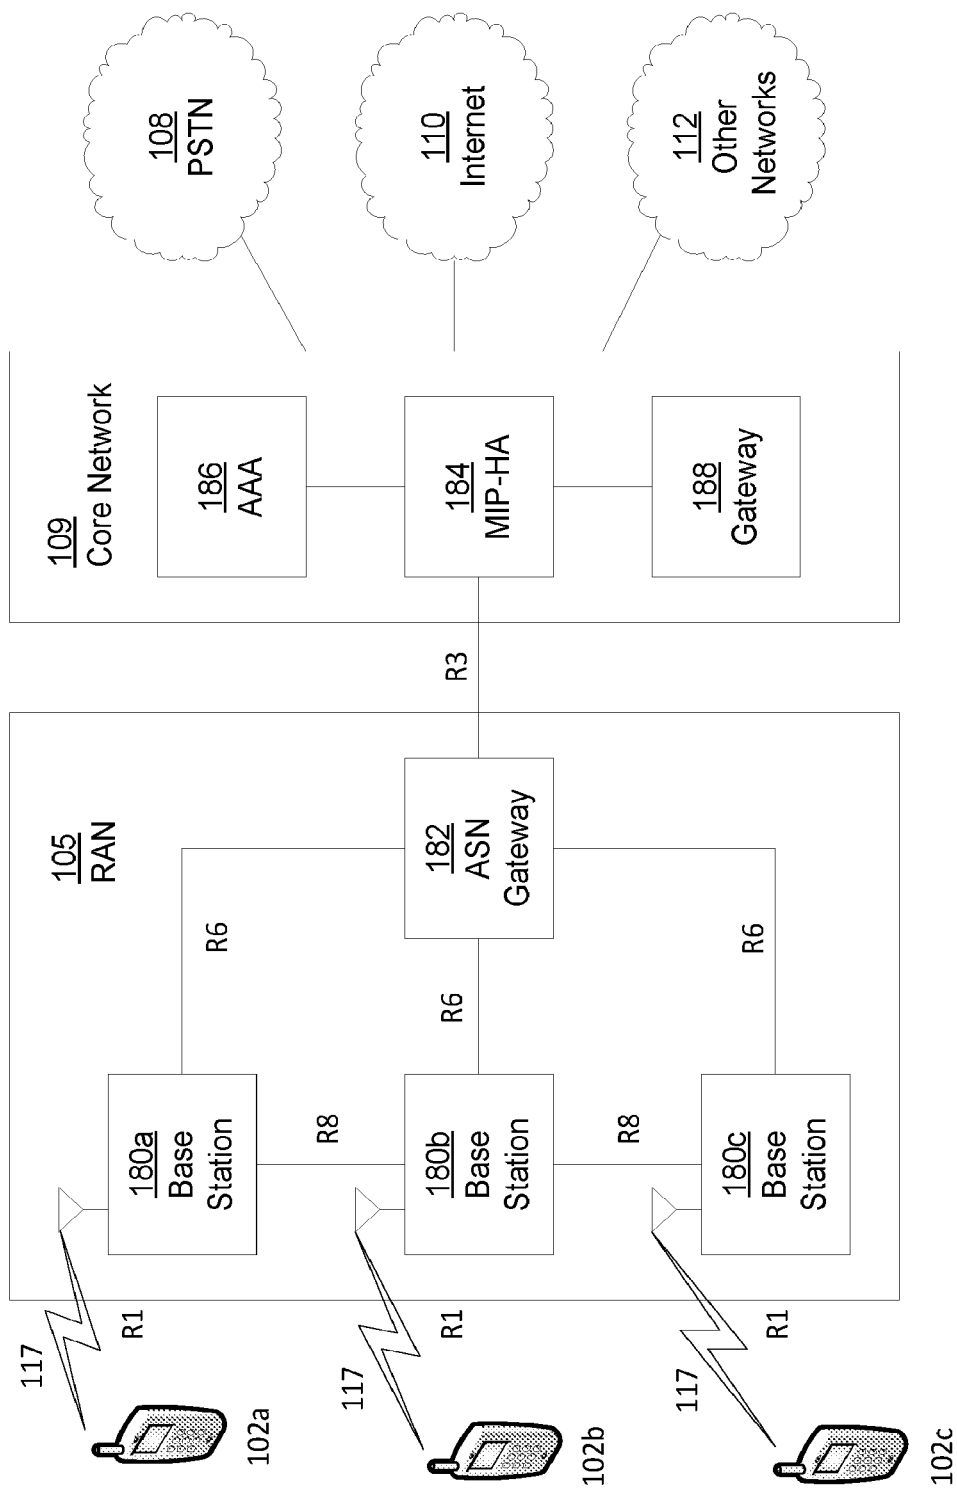 117
102a
R1
180a
Base
Station
R8
R6
105
RAN
117
102b
R1
180b
Base
Station
R8
R6
182
ASN
Gateway
117
102c
R1
180c
Base
Station
R6
R3
109
Core Network
186
AAA
184
MIP-HA
188
Gateway
108
PSTN
110
Internet
112
Other
Networks